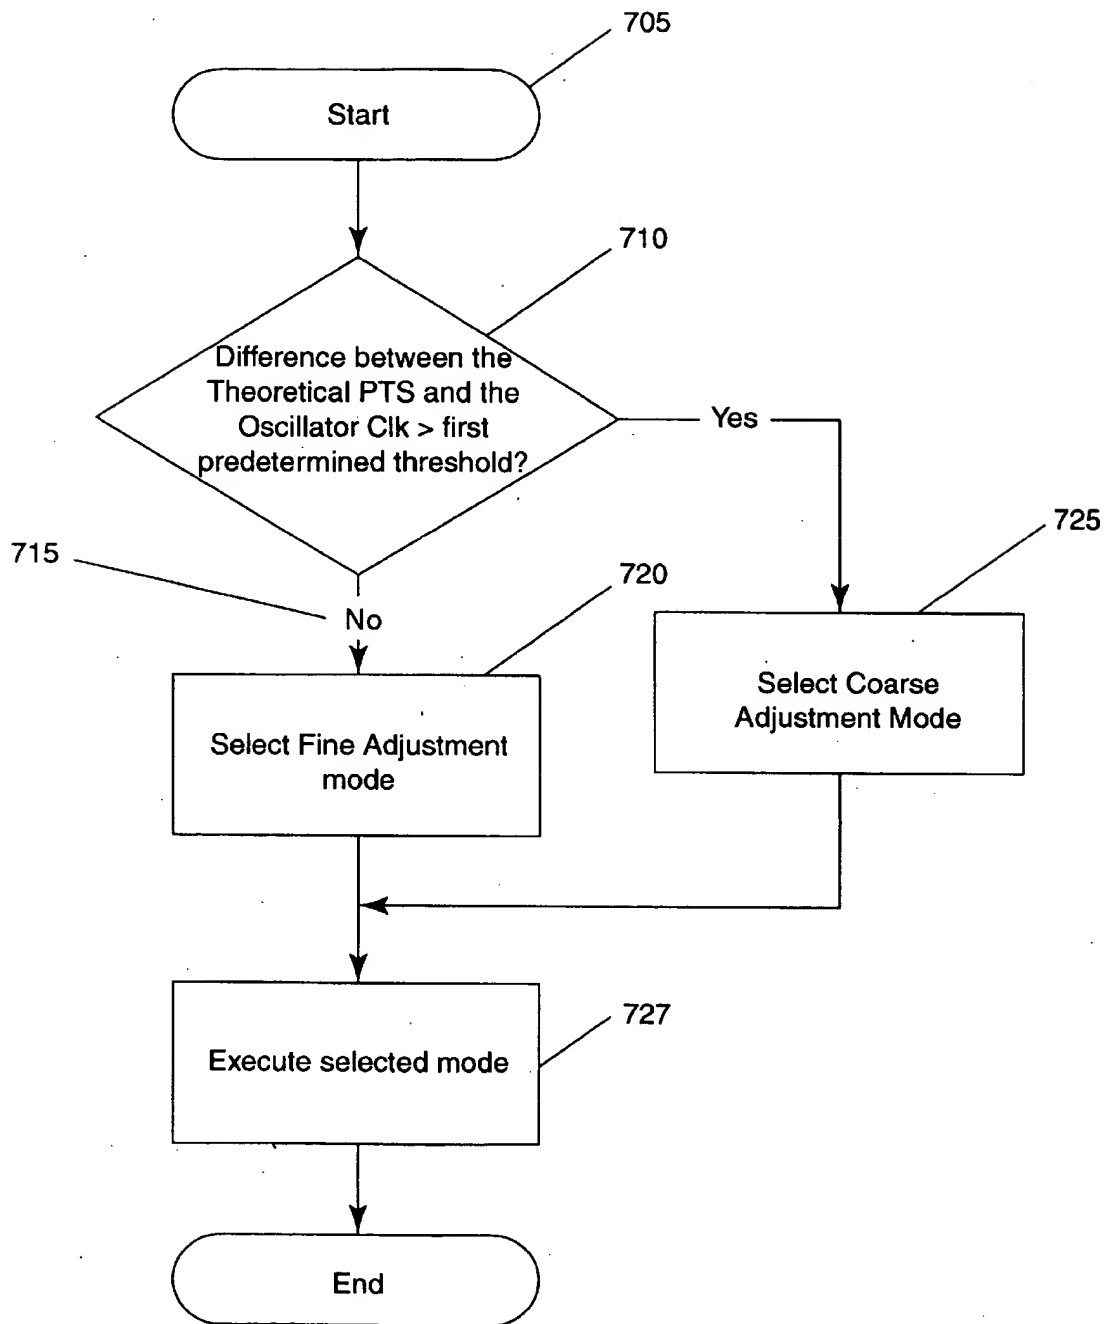 705
Start
710
Difference between the
Theoretical PTS and the
Oscillator Clk > first
predetermined threshold?
Yes
715
No
720
725
Select Fine Adjustment
mode
Select Coarse
Adjustment Mode
727
Execute selected mode
End